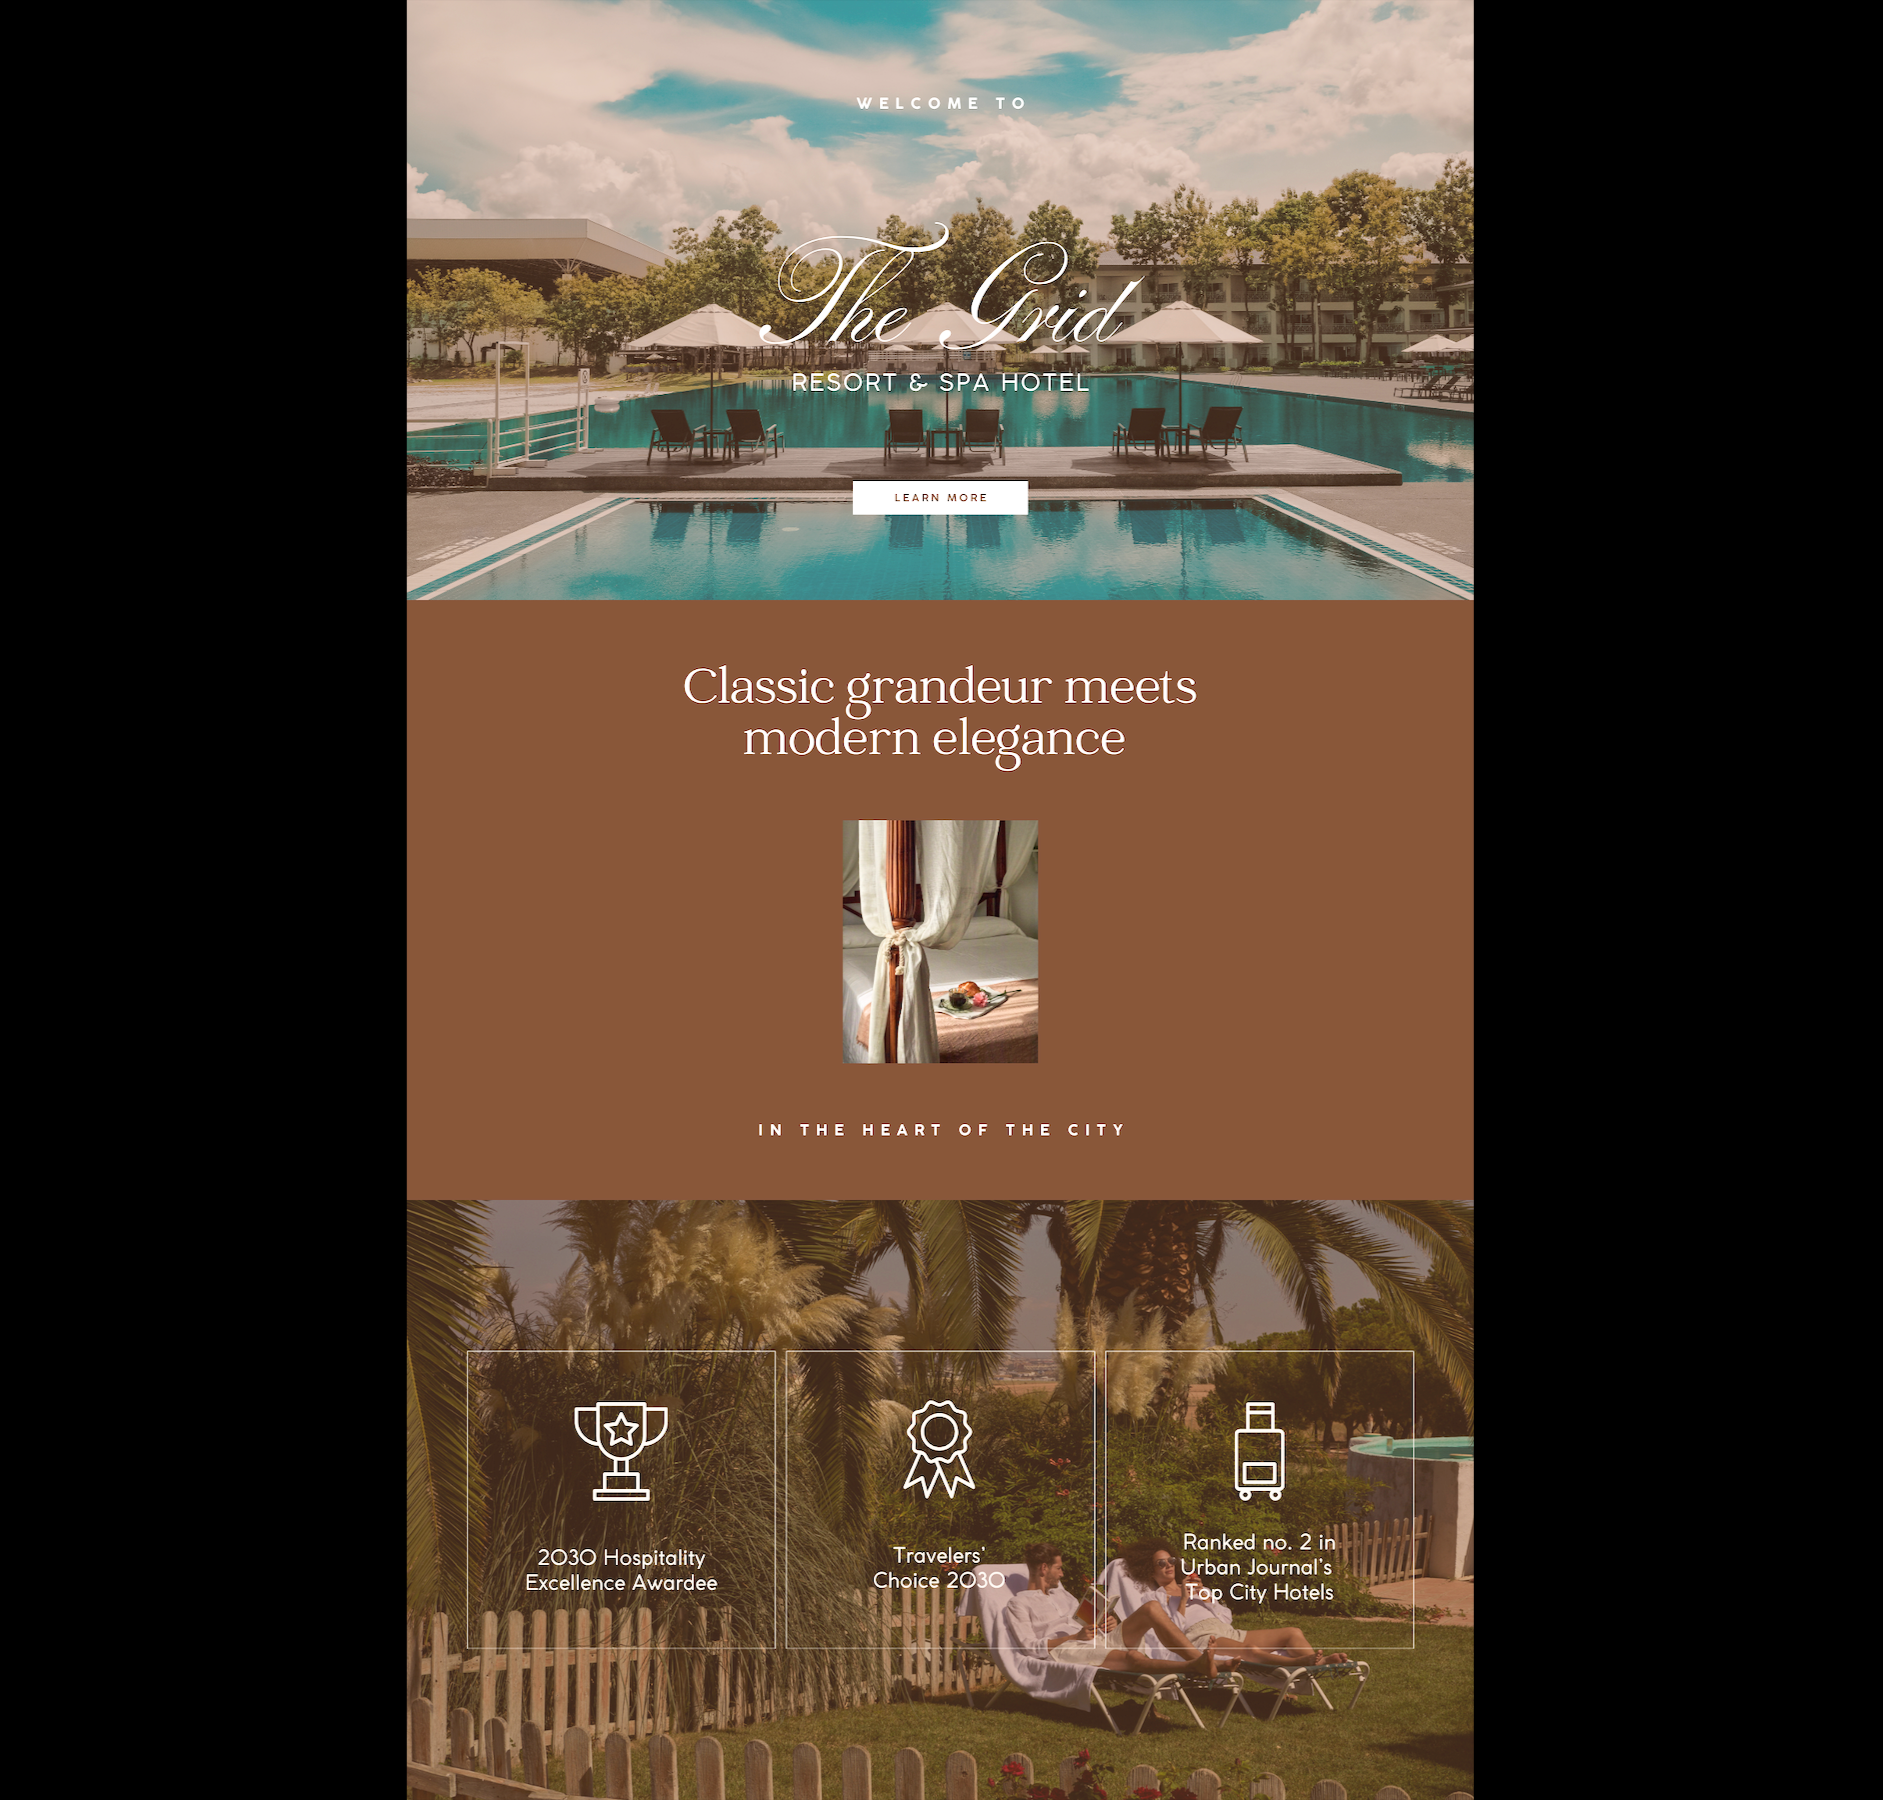 WELCOME TO
The Grid
RESORT & SPA HOTEL
LEARN MORE
Classic grandeur meets
modern elegance
IN THE HEART OF THE CITY
2030 Hospitality
Excellence Awardee
Travelers'
Choice 2030
Ranked no. 2 in
Urban Journal's
Top City Hotels